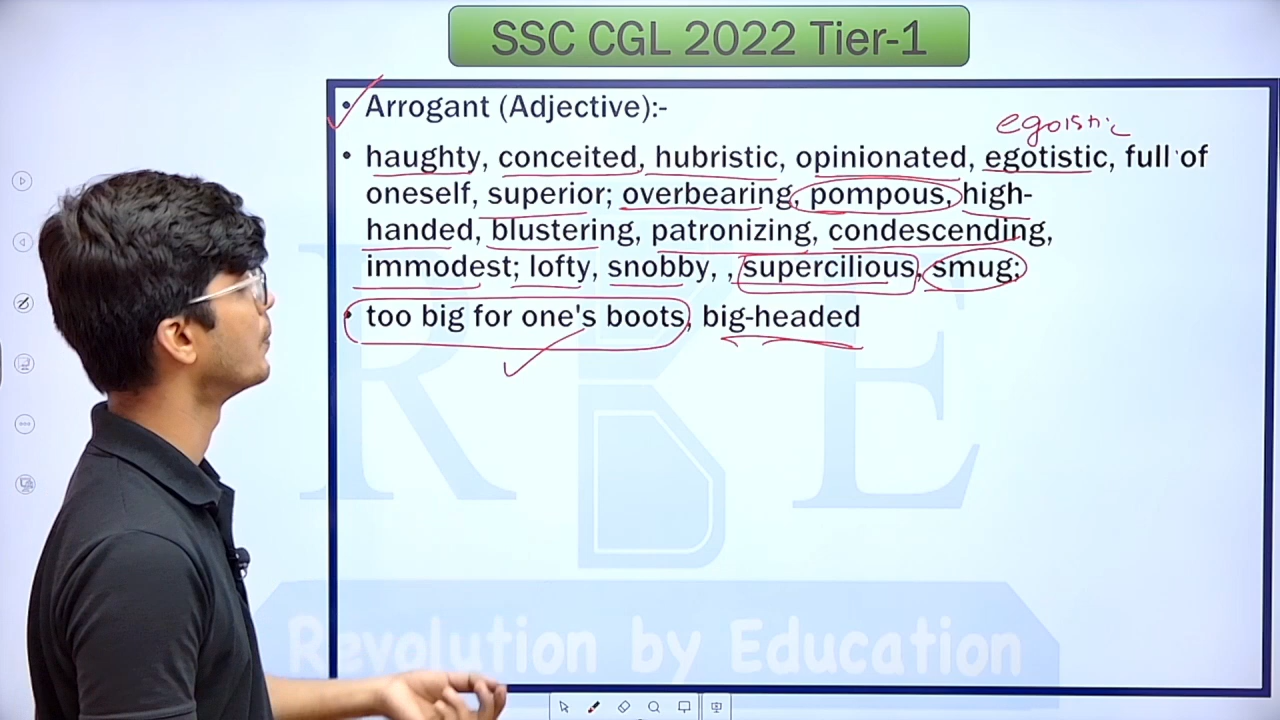 SSC CGL 2022 Tier-1
• Arrogant (Adjective):-
egoistic
• haughty, conceited, hubristic, opinionated, egotistic, full of
oneself, superior; overbearing, pompous, high-
handed, blustering, patronizing, condescending,
immodest; lofty, snobby, , supercilious, smug;
• too big for one's boots, big-headed
RBE
Revolution by Education